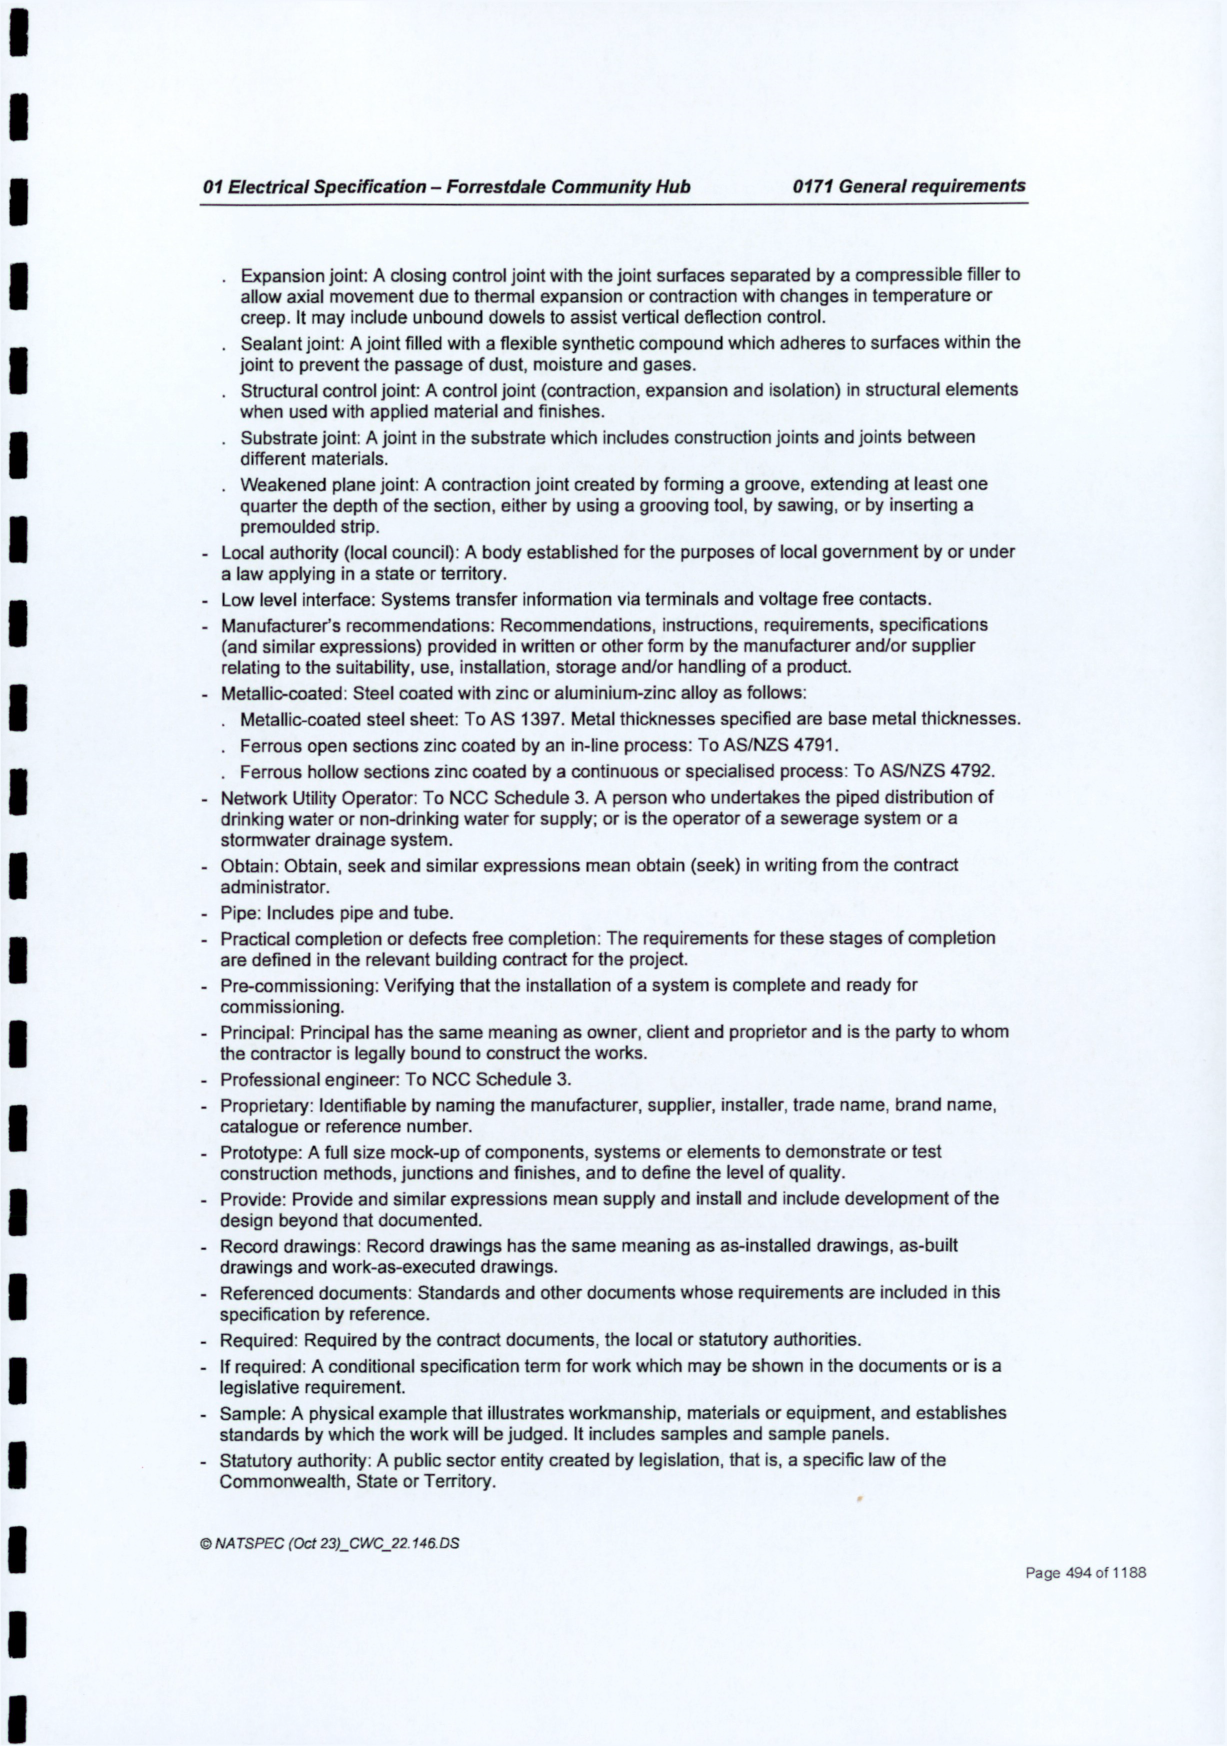 01 Electrical Specification – Forrestdale Community Hub 0171 General requirements
. Expansion joint: A closing control joint with the joint surfaces separated by a compressible filler to
allow axial movement due to thermal expansion or contraction with changes in temperature or
creep. It may include unbound dowels to assist vertical deflection control.
. Sealant joint: A joint filled with a flexible synthetic compound which adheres to surfaces within the
joint to prevent the passage of dust, moisture and gases.
. Structural control joint: A control joint (contraction, expansion and isolation) in structural elements
when used with applied material and finishes.
. Substrate joint: A joint in the substrate which includes construction joints and joints between
different materials.
. Weakened plane joint: A contraction joint created by forming a groove, extending at least one
quarter the depth of the section, either by using a grooving tool, by sawing, or by inserting a
premoulded strip.
- Local authority (local council): A body established for the purposes of local government by or under
a law applying in a state or territory.
- Low level interface: Systems transfer information via terminals and voltage free contacts.
- Manufacturer's recommendations: Recommendations, instructions, requirements, specifications
(and similar expressions) provided in written or other form by the manufacturer and/or supplier
relating to the suitability, use, installation, storage and/or handling of a product.
- Metallic-coated: Steel coated with zinc or aluminium-zinc alloy as follows:
. Metallic-coated steel sheet: To AS 1397. Metal thicknesses specified are base metal thicknesses.
. Ferrous open sections zinc coated by an in-line process: To AS/NZS 4791.
. Ferrous hollow sections zinc coated by a continuous or specialised process: To AS/NZS 4792.
- Network Utility Operator: To NCC Schedule 3. A person who undertakes the piped distribution of
drinking water or non-drinking water for supply; or is the operator of a sewerage system or a
stormwater drainage system.
- Obtain: Obtain, seek and similar expressions mean obtain (seek) in writing from the contract
administrator.
- Pipe: Includes pipe and tube.
- Practical completion or defects free completion: The requirements for these stages of completion
are defined in the relevant building contract for the project.
- Pre-commissioning: Verifying that the installation of a system is complete and ready for
commissioning.
- Principal: Principal has the same meaning as owner, client and proprietor and is the party to whom
the contractor is legally bound to construct the works.
- Professional engineer: To NCC Schedule 3.
- Proprietary: Identifiable by naming the manufacturer, supplier, installer, trade name, brand name,
catalogue or reference number.
- Prototype: A full size mock-up of components, systems or elements to demonstrate or test
construction methods, junctions and finishes, and to define the level of quality.
- Provide: Provide and similar expressions mean supply and install and include development of the
design beyond that documented.
- Record drawings: Record drawings has the same meaning as as-installed drawings, as-built
drawings and work-as-executed drawings.
- Referenced documents: Standards and other documents whose requirements are included in this
specification by reference.
- Required: Required by the contract documents, the local or statutory authorities.
- If required: A conditional specification term for work which may be shown in the documents or is a
legislative requirement.
- Sample: A physical example that illustrates workmanship, materials or equipment, and establishes
standards by which the work will be judged. It includes samples and sample panels.
- Statutory authority: A public sector entity created by legislation, that is, a specific law of the
Commonwealth, State or Territory.
© NATSPEC (Oct 23)_CWC_22.146.DS
Page 494 of 1188